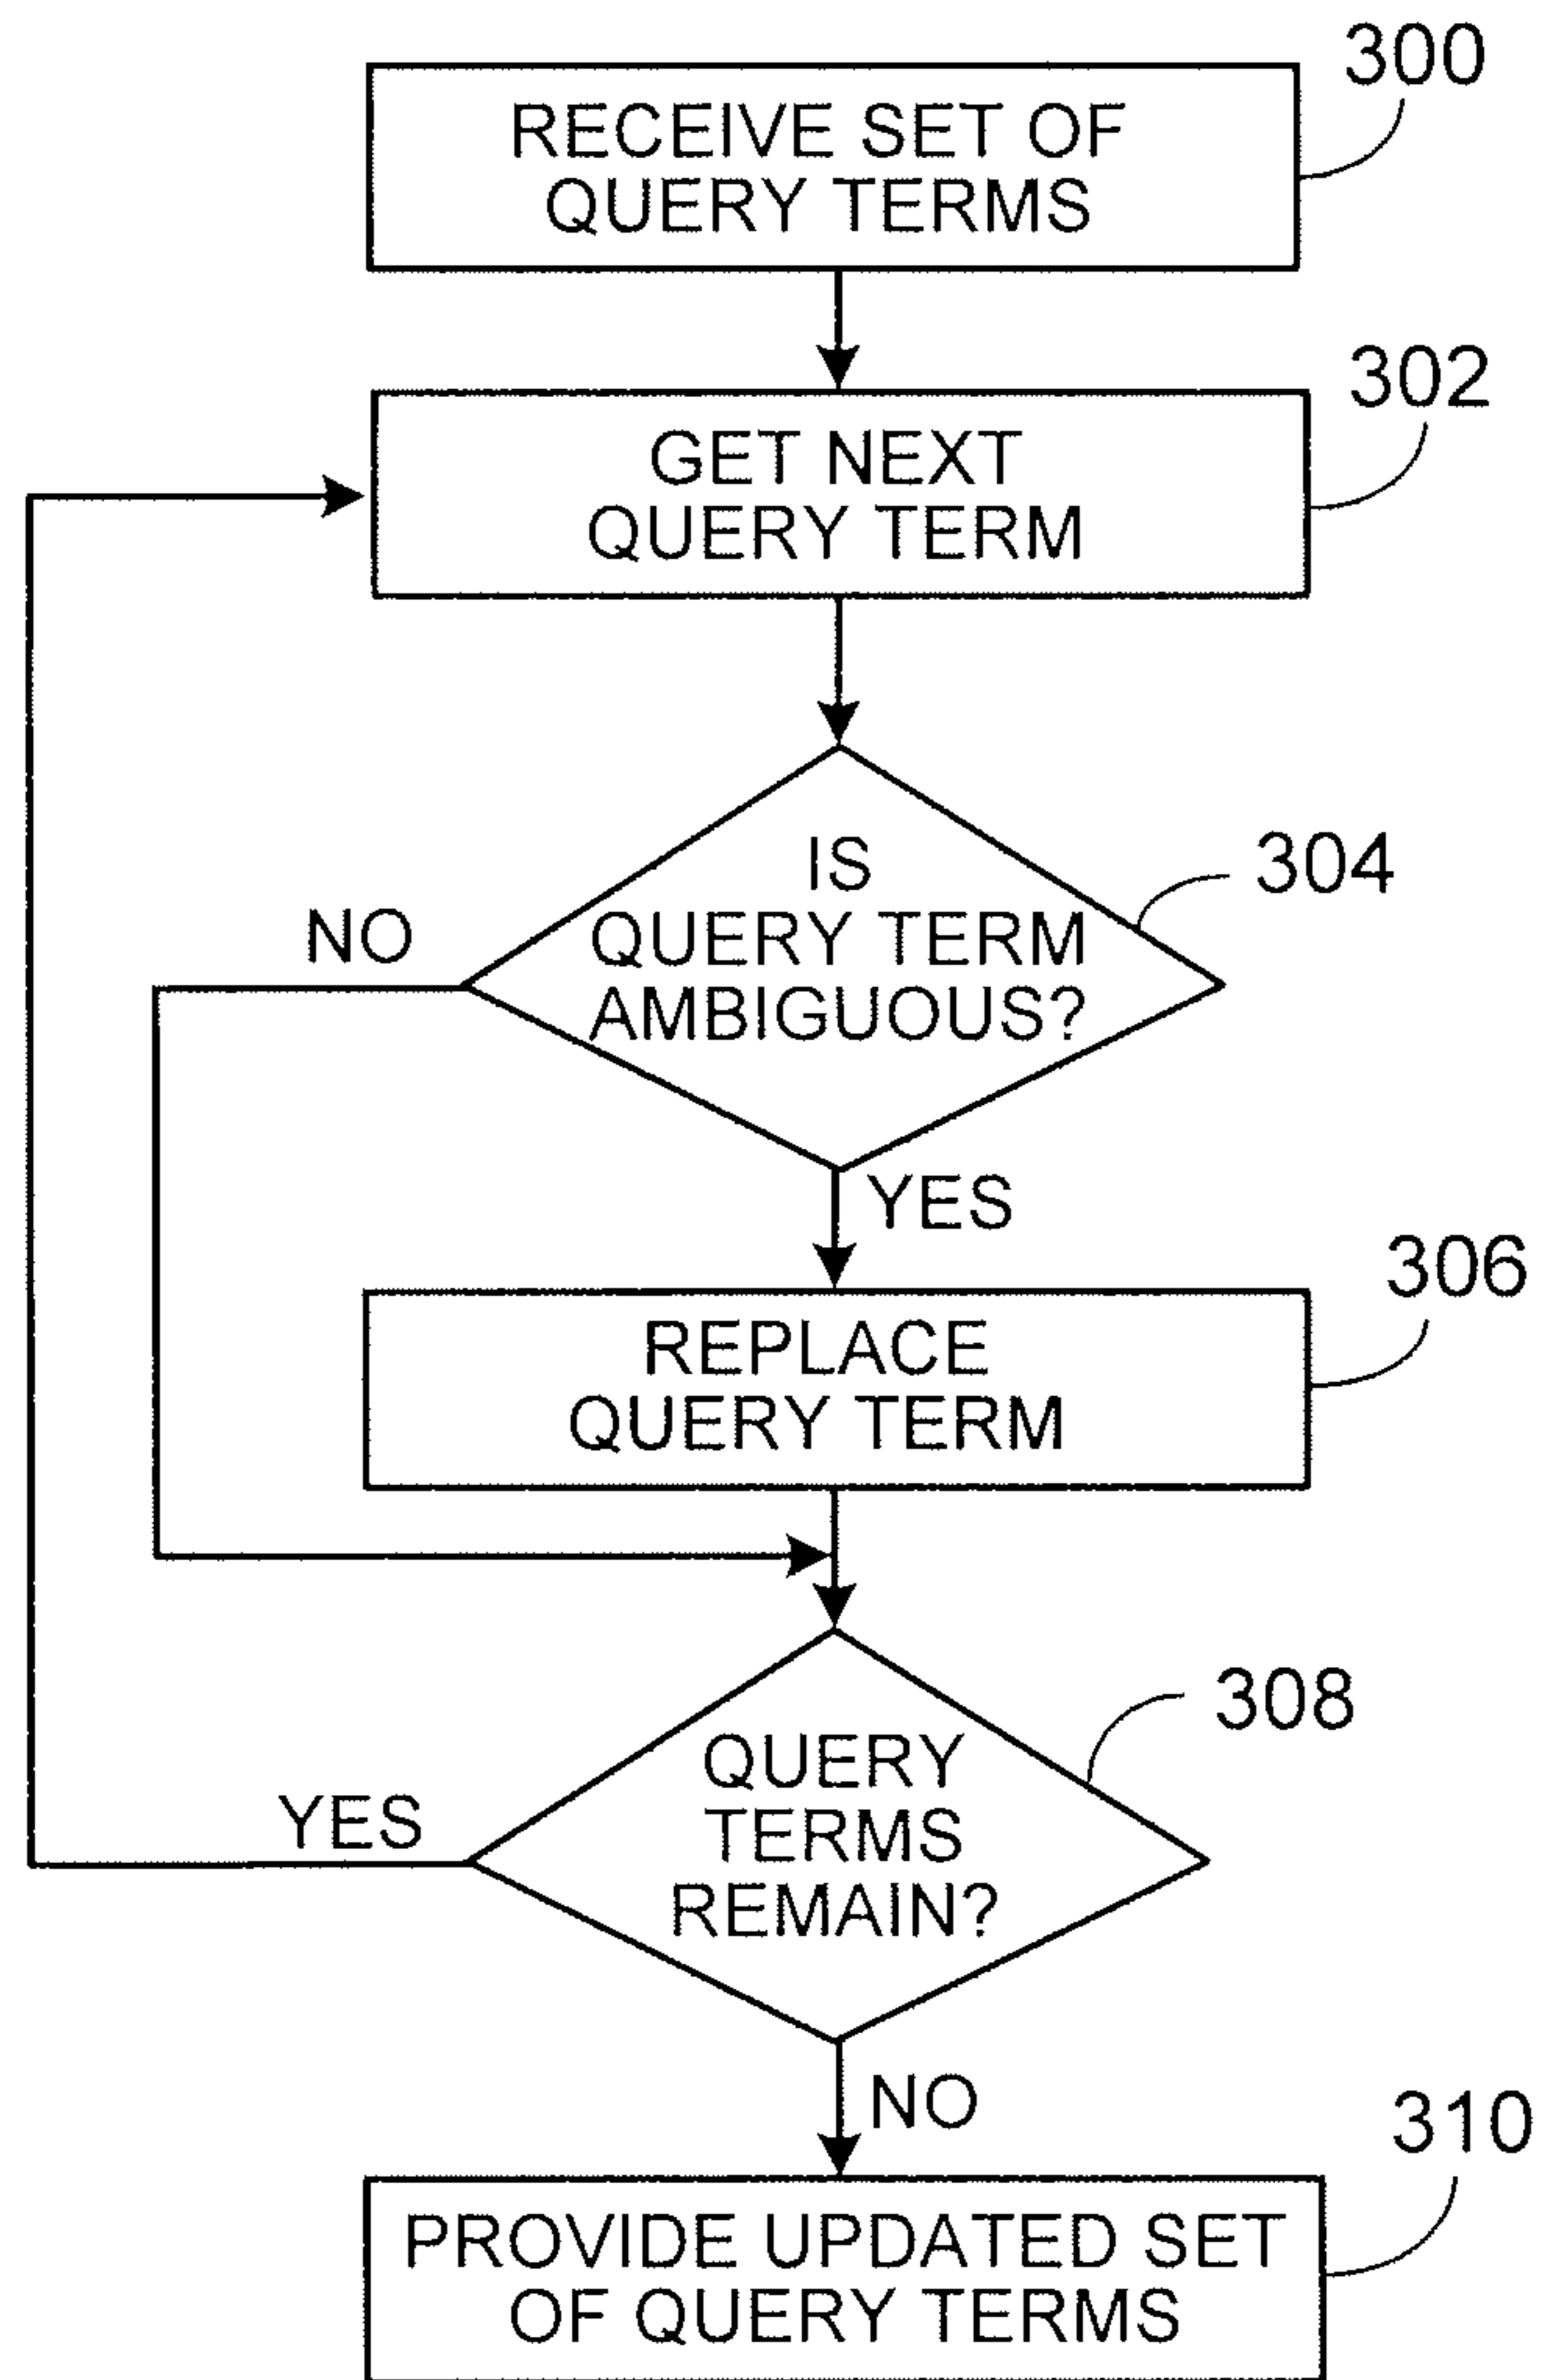 300
RECEIVE SET OF
QUERY TERMS
302
GET NEXT
QUERY TERM
304
IS
QUERY TERM
AMBIGUOUS?
NO
YES
306
REPLACE
QUERY TERM
308
QUERY
TERMS
REMAIN?
YES
NO
310
PROVIDE UPDATED SET
OF QUERY TERMS